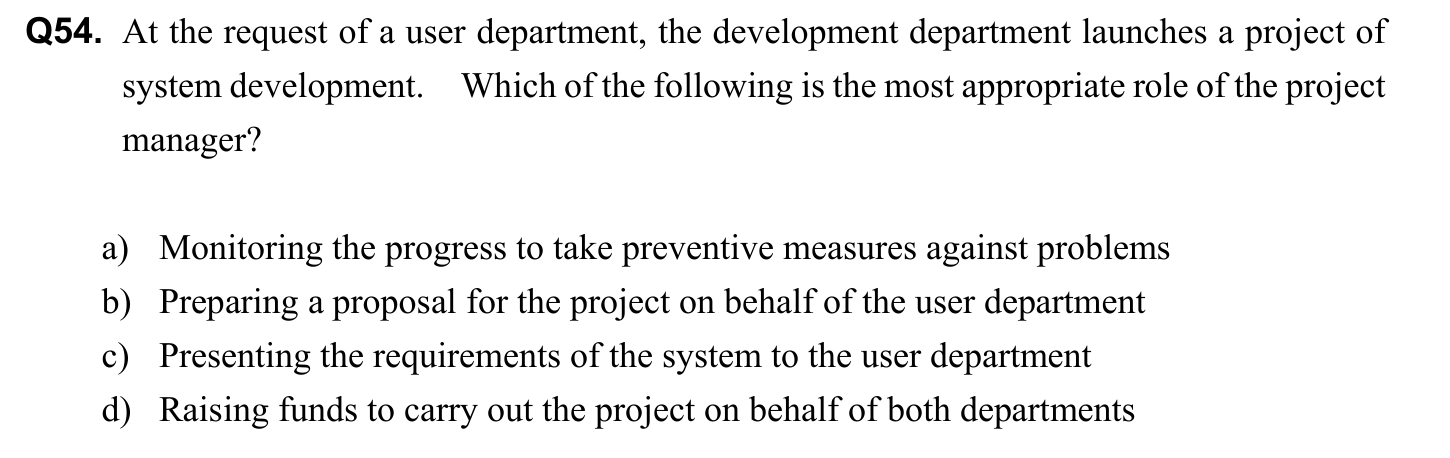 Q54. At the request of a user department, the development department launches a project of
system development. Which of the following is the most appropriate role of the project
manager?
a) Monitoring the progress to take preventive measures against problems
b) Preparing a proposal for the project on behalf of the user department
c) Presenting the requirements of the system to the user department
d) Raising funds to carry out the project on behalf of both departments